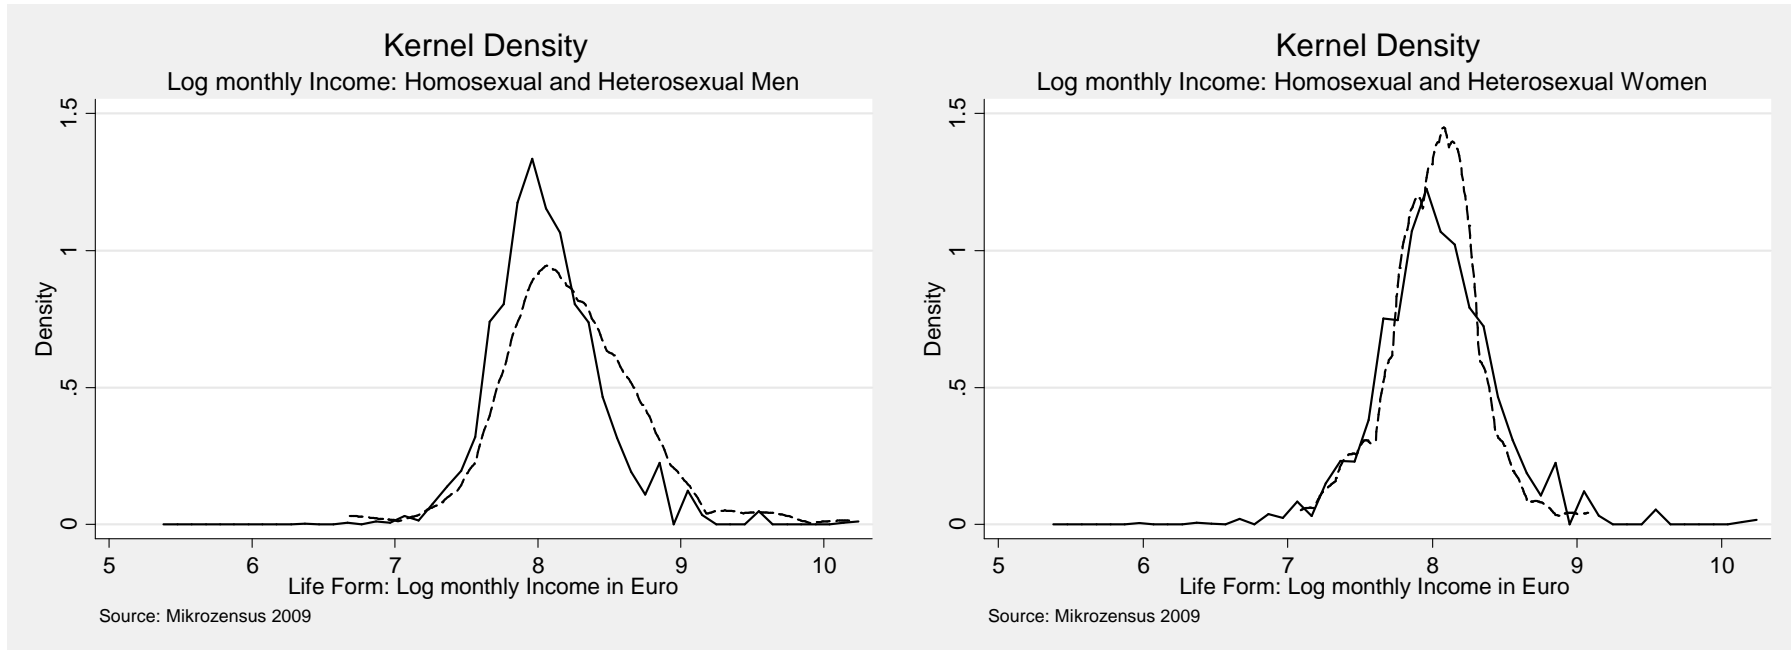 Kernel Density
Log monthly Income: Homosexual and Heterosexual Men
1.5
1
.5
0
Density
5 6 7 8 9 10
Life Form: Log monthly Income in Euro
Source: Mikrozensus 2009
Kernel Density
Log monthly Income: Homosexual and Heterosexual Women
1.5
1
.5
0
Density
5 6 7 8 9 10
Life Form: Log monthly Income in Euro
Source: Mikrozensus 2009